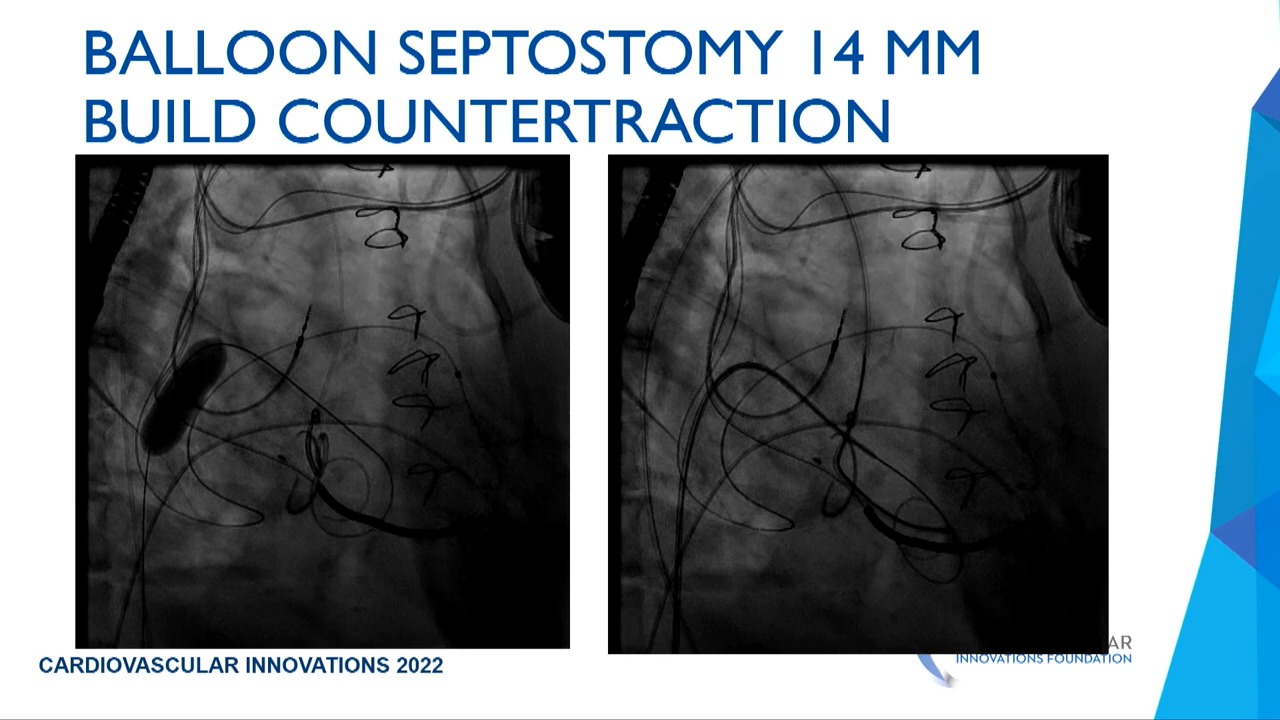 BALLOON SEPTOSTOMY 14 MM
BUILD COUNTERTRACTION
AR
CARDIOVASCULAR INNOVATIONS 2022
INNOVATIONS FOUNDATION